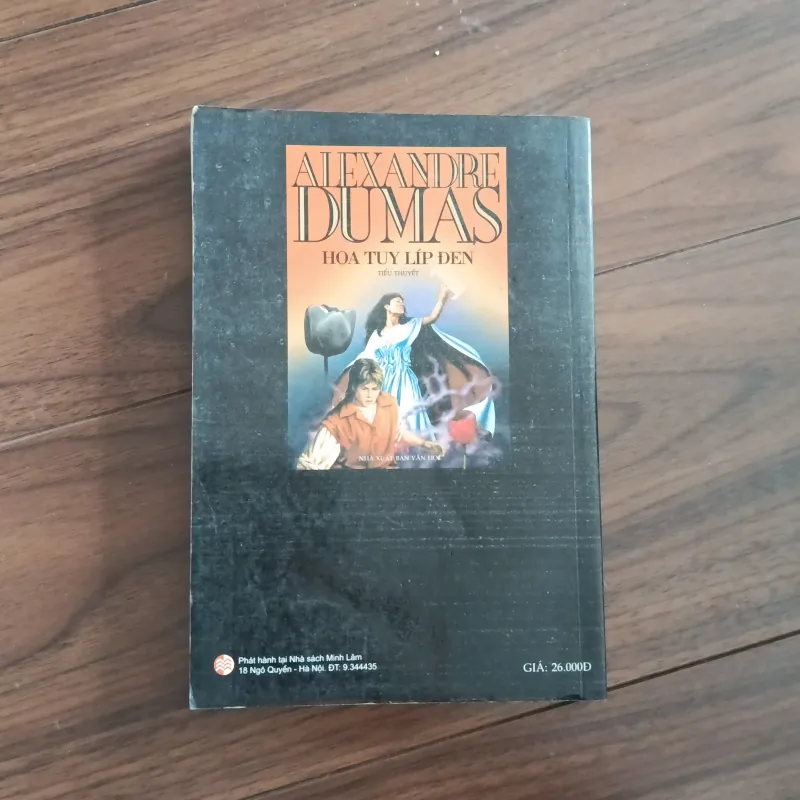 ALEXANDRE
DUMAS
HOA TUY LÍP ĐEN
TIỂU THUYẾT
NHÀ XUẤT BẢN VĂN HỌC
Phát hành tại Nhà sách Minh Lâm
18 Ngô Quyền - Hà Nội. ĐT: 9.344435
GIÁ: 26.000Đ